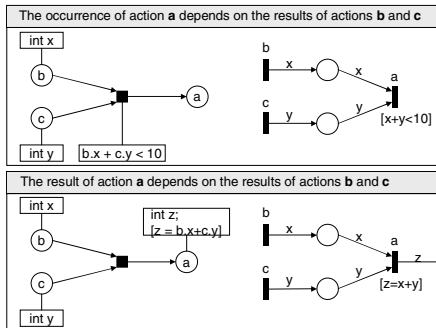 The occurrence of action a depends on the results of actions b and c
int x
b
c
int y
b.x + c.y < 10
a
b
x
x
c
y
y
a
[x+y<10]
The result of action a depends on the results of actions b and c
int x
b
c
int y
int z;
[z = b.x+c.y]
a
b
x
x
c
y
y
a
z
[z=x+y]